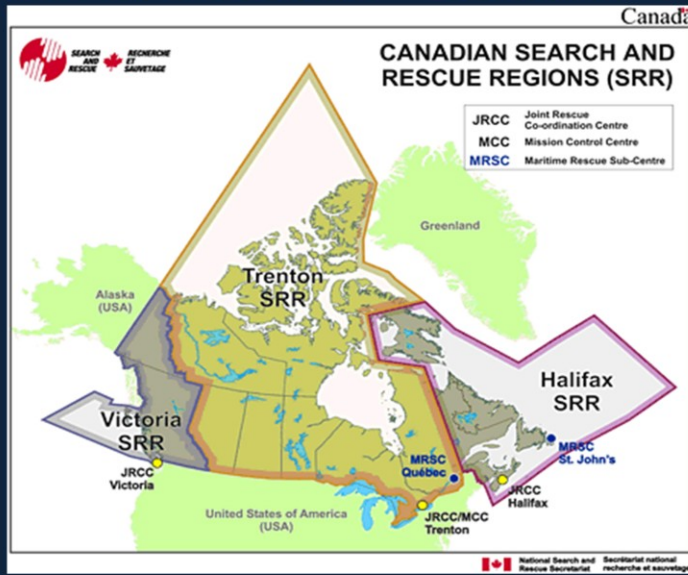 Canada
SEARCH
AND
RESCUE
RECHERCHE
ET
SAUVETAGE
CANADIAN SEARCH AND
RESCUE REGIONS (SRR)
JRCC Joint Rescue
Co-ordination Centre
MCC Mission Control Centre
MRSC Maritime Rescue Sub-Centre
Greenland
Trenton
SRR
Alaska
(USA)
Halifax
SRR
Victoria
SRR
MRSC
St. John's
MRSC
Québec
JRCC
Victoria
JRCC
Halifax
United States of America
(USA)
JRCC/MCC
Trenton
National Search and
Rescue Secretariat
Secrétariat national
recherche et sauvetage